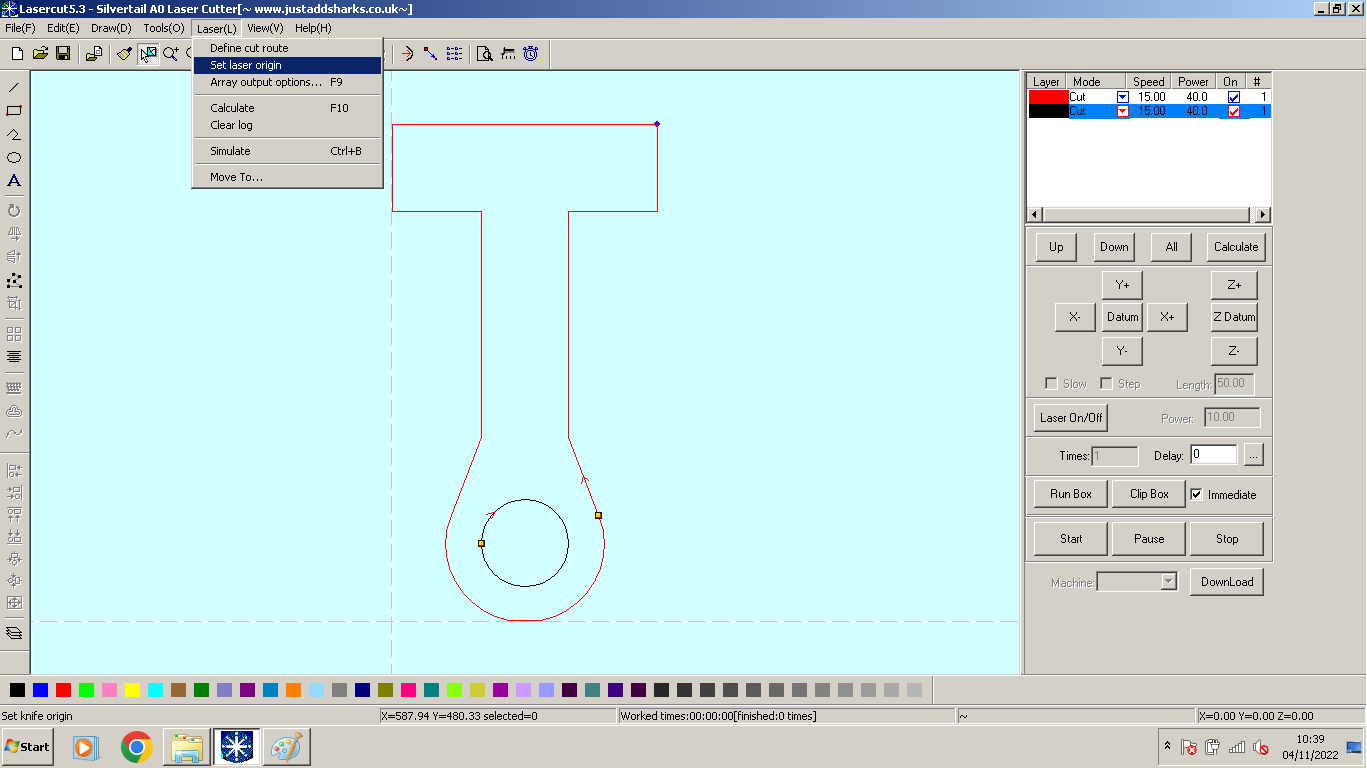 Lasercut5.3 - Silvertail A0 Laser Cutter[~ www.justaddsharks.co.uk~]
File(F) Edit(E) Draw(D) Tools(O) Laser(L) View(V) Help(H)
Define cut route
Set laser origin
Array output options... F9
Calculate F10
Clear log
Simulate Ctrl+B
Move To...
A
Layer Mode Speed Power On #
Cut 15.00 40.0 1
Cut 15.00 40.0 1
Up Down All Calculate
Y+ Z+
X- Datum X+ Z Datum
Y- Z-
Slow Step Length: 50.00
Laser On/Off Power: 10.00
Times: 1 Delay: 0 ...
Run Box Clip Box Immediate
Start Pause Stop
Machine: DownLoad
Set knife origin X=587.94 Y=480.33 selected=0 Worked times:00:00:00[finished:0 times] ~ X=0.00 Y=0.00 Z=0.00
Start
10:39
04/11/2022